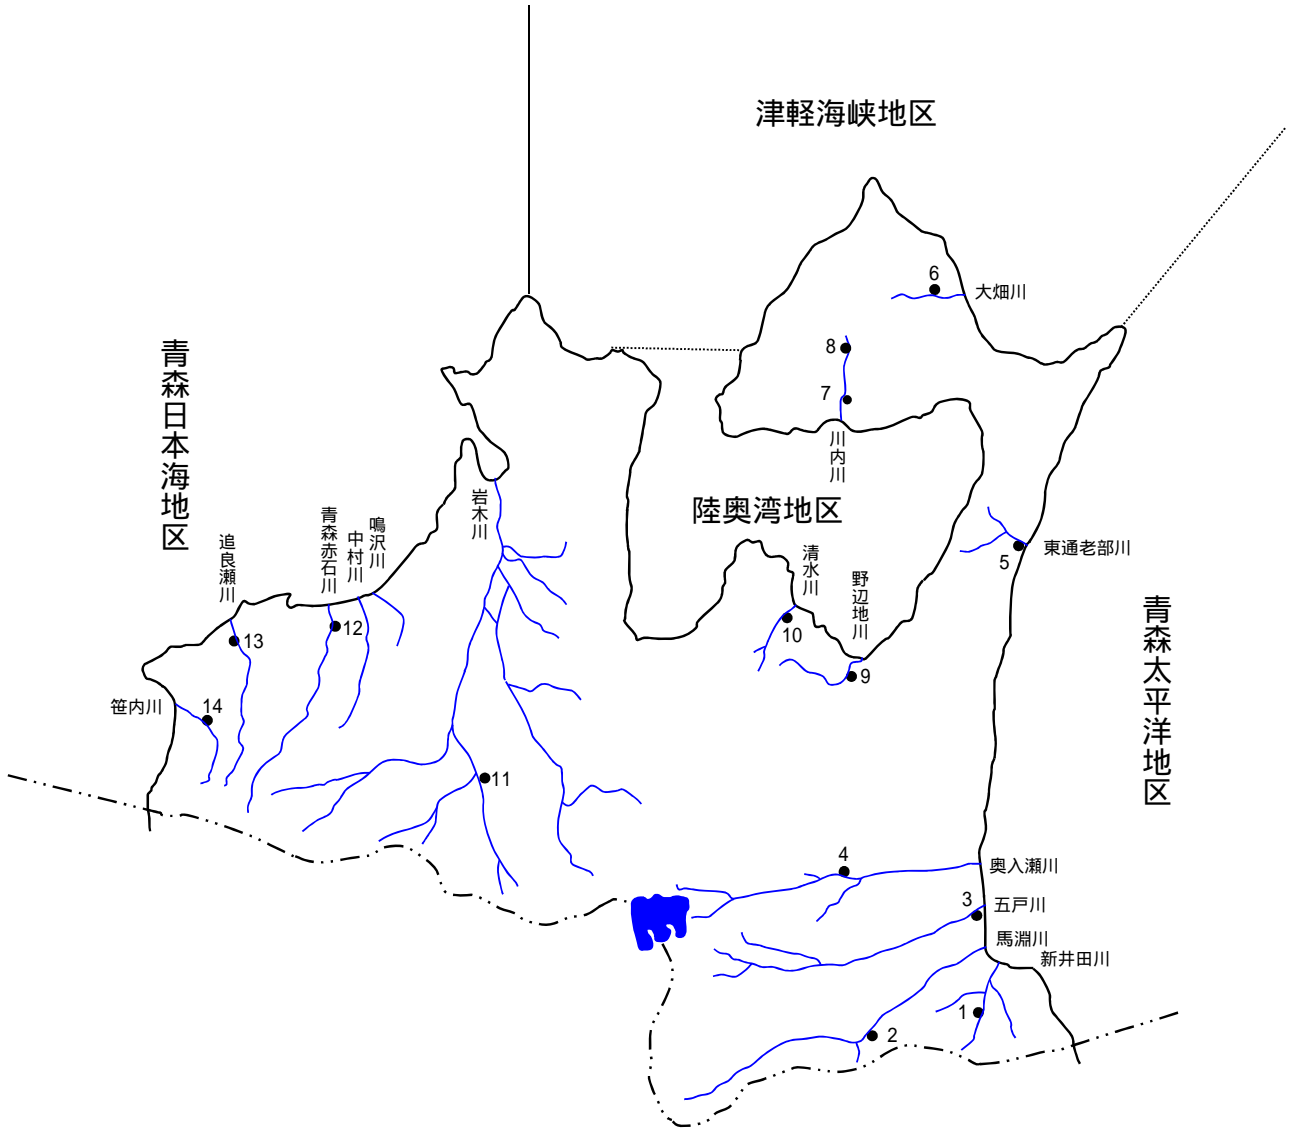 津軽海峡地区
6
大畑川
青森日本海地区
8
7
川内川
陸奥湾地区
岩木川
鳴沢川
中村川
青森赤石川
追良瀬川
清水川
野辺地川
東通老部川
5
青森太平洋地区
10
12
13
9
笹内川
14
11
4
奥入瀬川
3
五戸川
馬淵川
新井田川
1
2